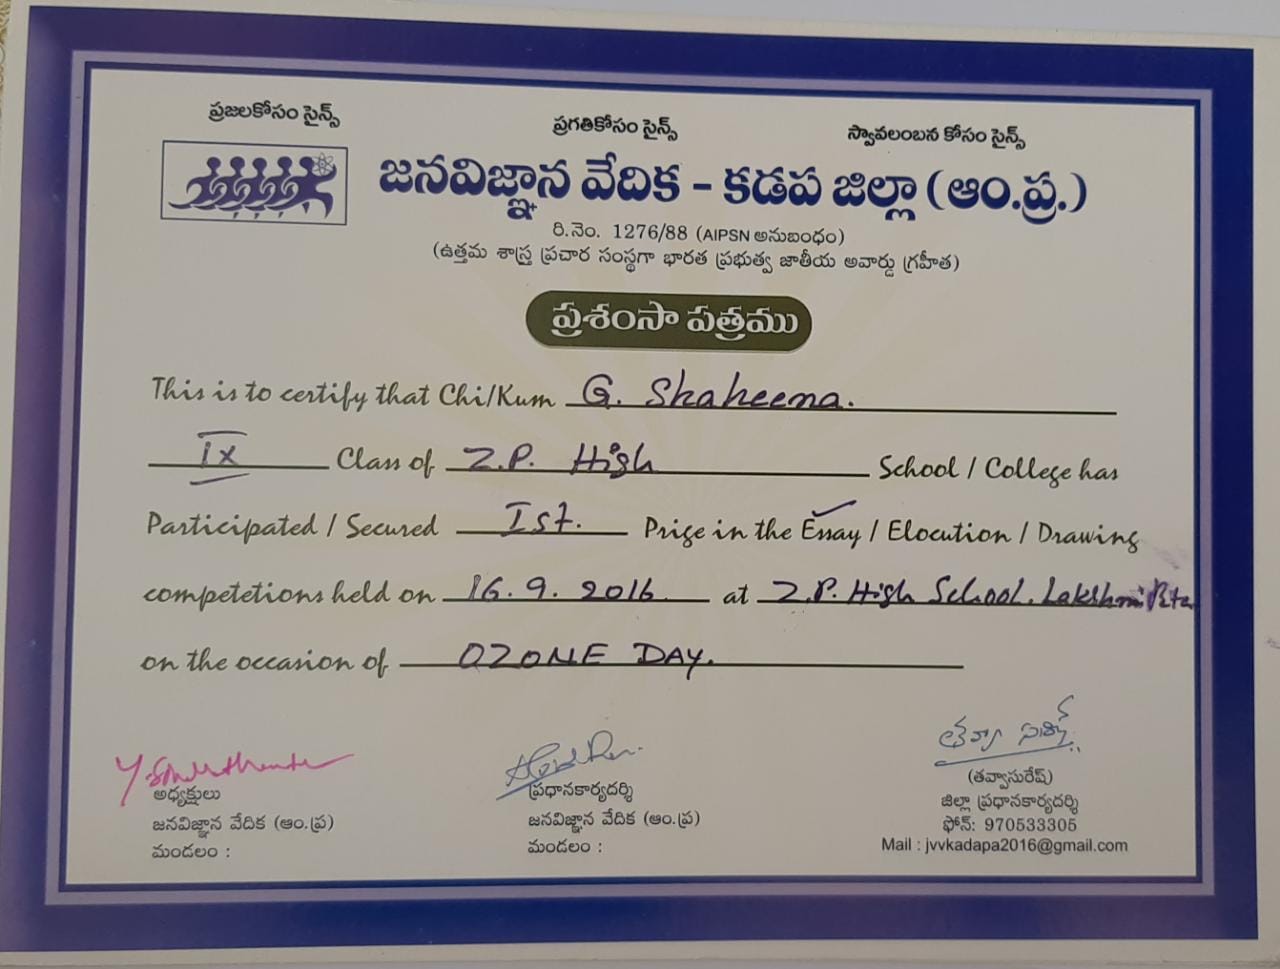 ప్రజలకోసం సైన్స్ ప్రగతికోసం సైన్స్ స్వావలంబన కోసం సైన్స్
జనవిజ్ఞాన వేదిక - కడప జిల్లా (ఆం.ప్ర.)
రి.నెం. 1276/88 (AIPSN అనుబంధం)
(ఉత్తమ శాస్త్ర ప్రచార సంస్థగా భారత ప్రభుత్వ జాతీయ అవార్డు గ్రహీత)
ప్రశంసా పత్రము
This is to certify that Chi/Kum G. Shaheena.
IX Class of Z.P. High School / College has
Participated / Secured Ist. Prize in the Essay / Elocution / Drawing
competetions held on 16.9.2016 at Z.P. High School. Lakshmi
on the occasion of OZONE DAY.
అధ్యక్షులు
జనవిజ్ఞాన వేదిక (ఆం.ప్ర)
మండలం :
ప్రధానకార్యదర్శి
జనవిజ్ఞాన వేదిక (ఆం.ప్ర)
మండలం :
(తవ్వాసురేష్)
జిల్లా ప్రధానకార్యదర్శి
ఫోన్: 970533305
Mail : jvvkadapa2016@gmail.com